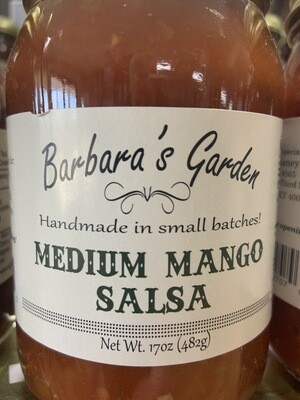 Barbara's Garden
Handmade in small batches!
MEDIUM MANGO
SALSA
Net Wt. 17oz (482g)